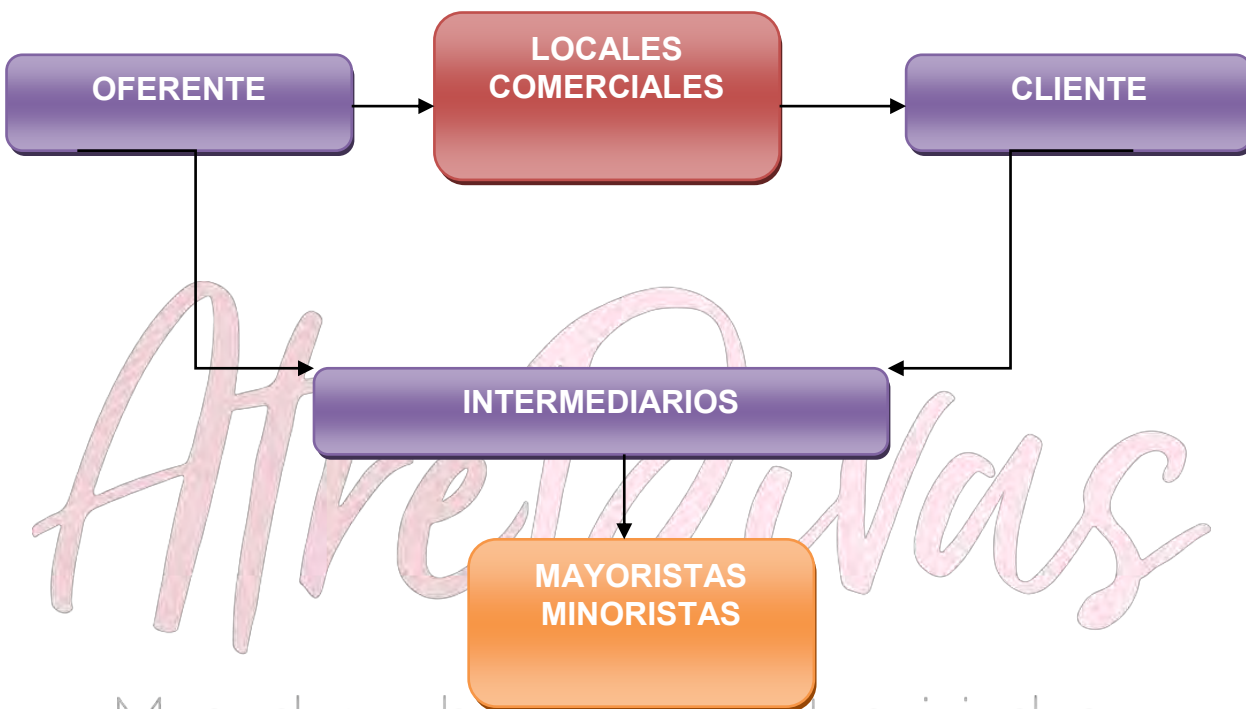 OFERENTE
LOCALES
COMERCIALES
CLIENTE
INTERMEDIARIOS
MAYORISTAS
MINORISTAS